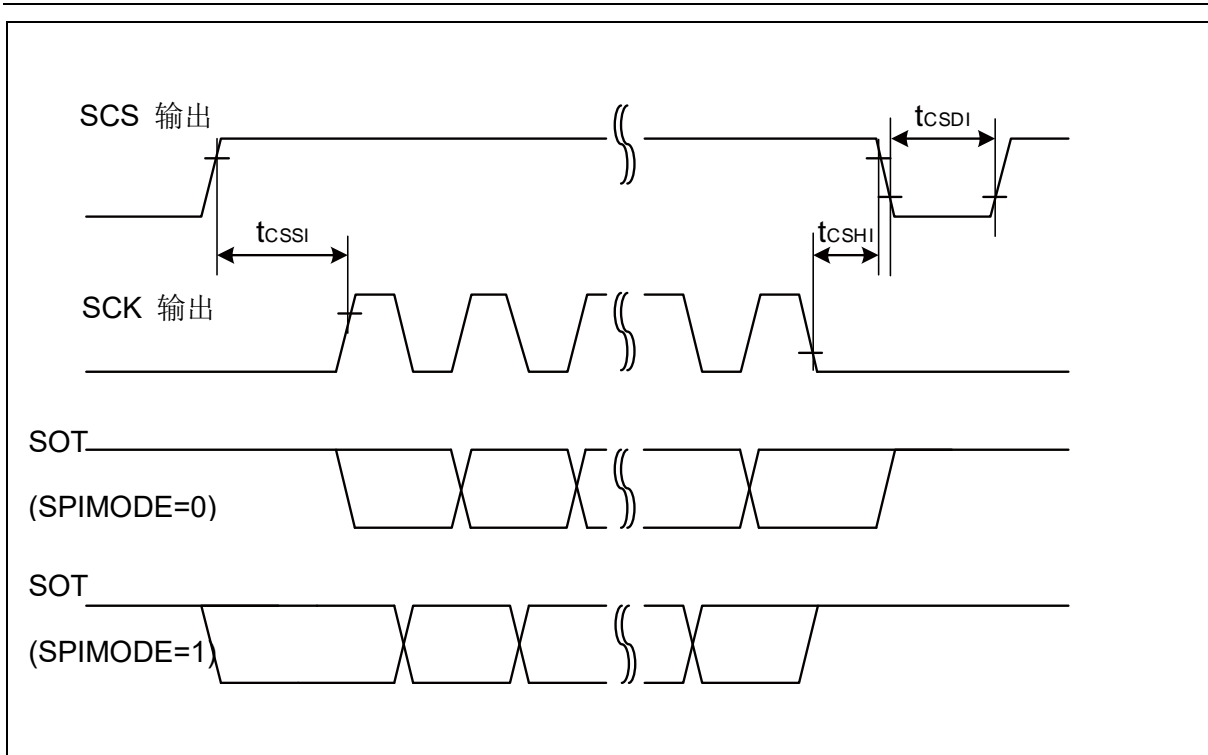 SCS 输出
tCSDI
tCSSI
tCSHI
SCK 输出
SOT
(SPIMODE=0)
SOT
(SPIMODE=1)